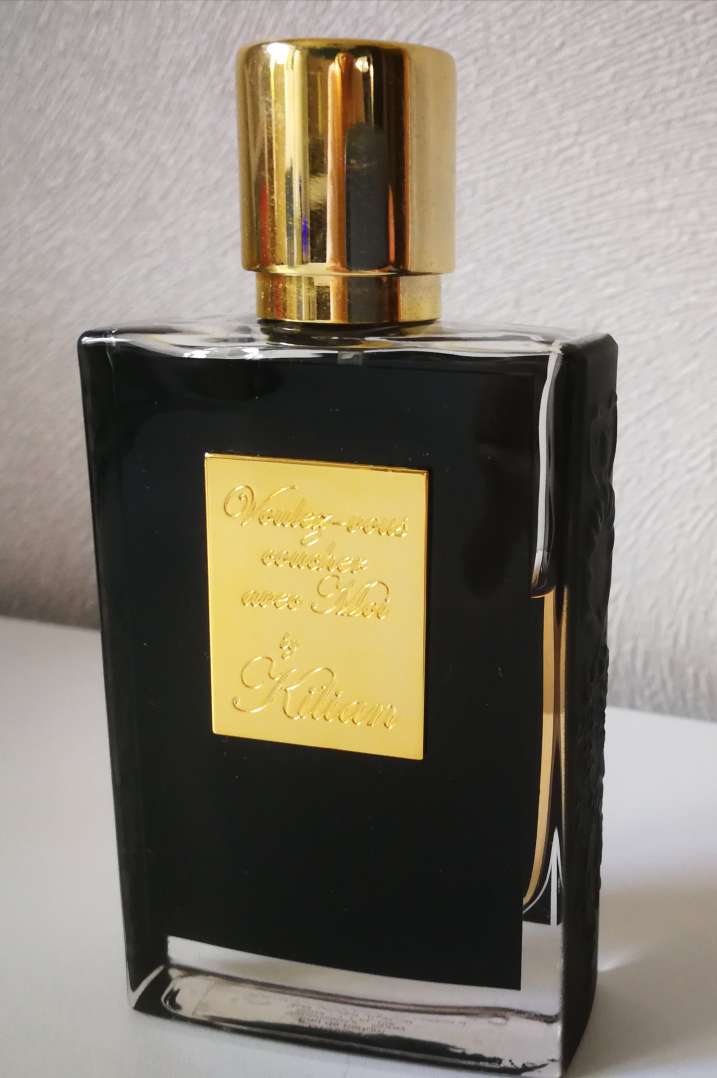 Voulez-vous
coucher
avec Moi
by
Kilian